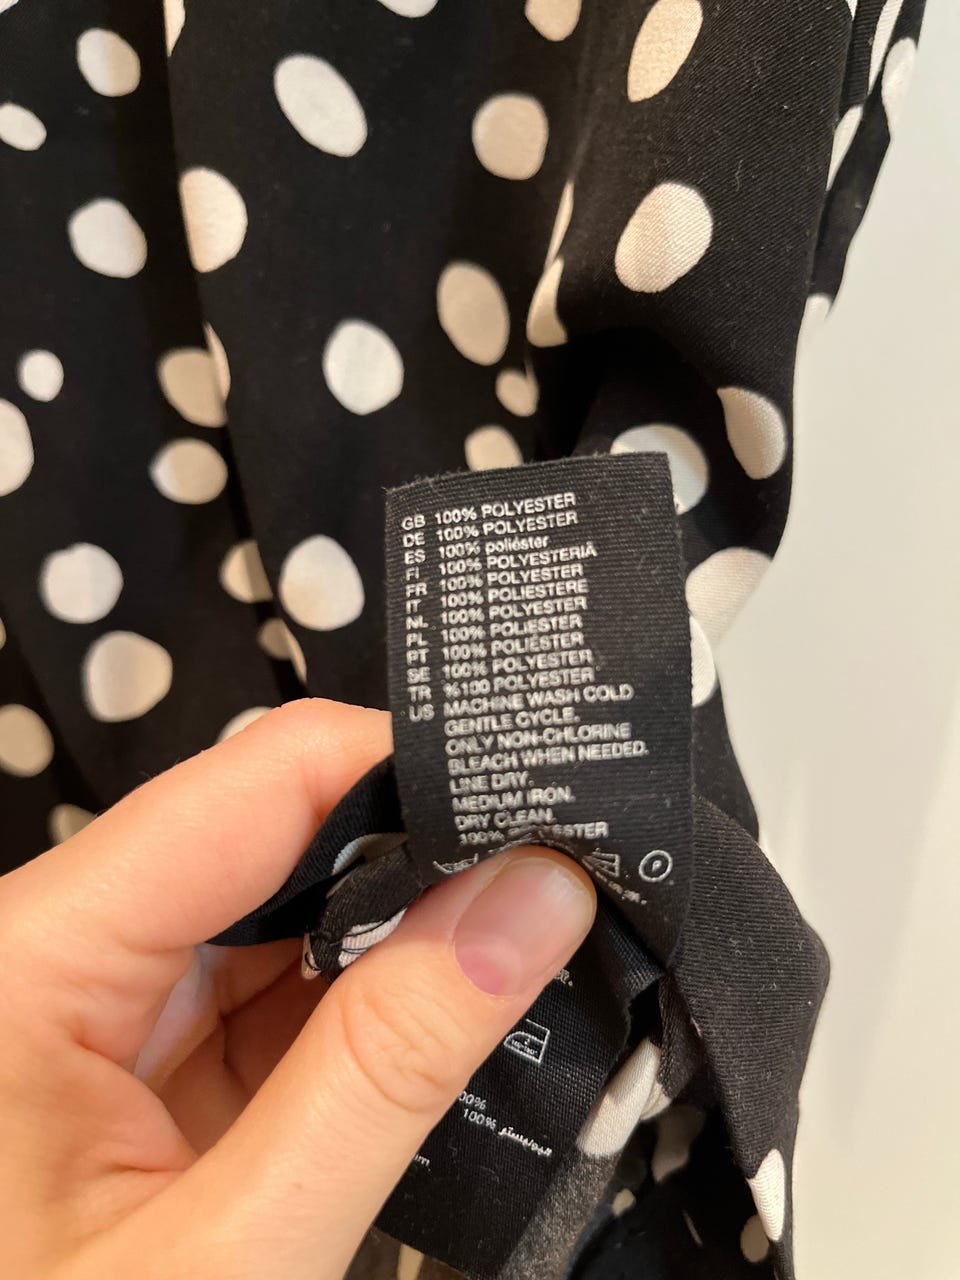 GB 100% POLYESTER
DE 100% POLYESTER
ES 100% poliéster
FI 100% POLYESTERIÄ
FR 100% POLYESTER
IT 100% POLIESTERE
NL 100% POLYESTER
PL 100% POLIESTER
PT 100% POLIÉSTER
SE 100% POLYESTER
TR %100 POLYESTER
US MACHINE WASH COLD
GENTLE CYCLE.
ONLY NON-CHLORINE
BLEACH WHEN NEEDED.
LINE DRY.
MEDIUM IRON.
DRY CLEAN.
100%
P
100%